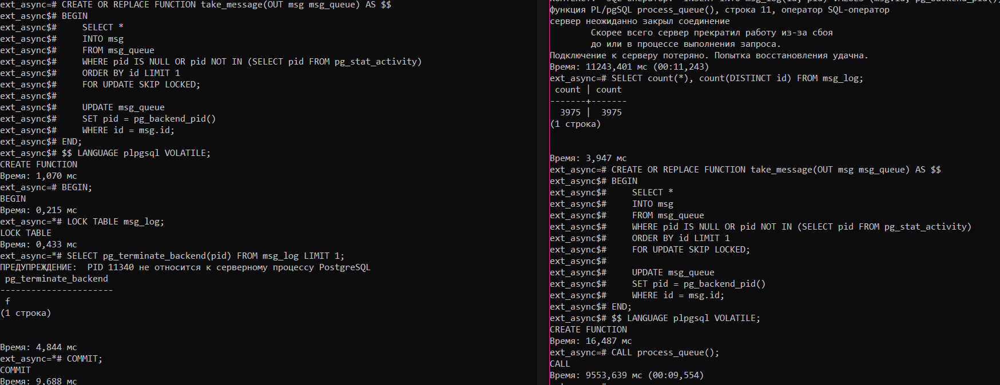 ext_async=# CREATE OR REPLACE FUNCTION take_message(OUT msg msg_queue) AS $$
ext_async$# BEGIN
ext_async$#     SELECT *
ext_async$#     INTO msg
ext_async$#     FROM msg_queue
ext_async$#     WHERE pid IS NULL OR pid NOT IN (SELECT pid FROM pg_stat_activity)
ext_async$#     ORDER BY id LIMIT 1
ext_async$#     FOR UPDATE SKIP LOCKED;
ext_async$#
ext_async$#     UPDATE msg_queue
ext_async$#     SET pid = pg_backend_pid()
ext_async$#     WHERE id = msg.id;
ext_async$# END;
ext_async$# $$ LANGUAGE plpgsql VOLATILE;
CREATE FUNCTION
Время: 1,070 мс
ext_async=# BEGIN;
BEGIN
Время: 0,215 мс
ext_async=*# LOCK TABLE msg_log;
LOCK TABLE
Время: 0,433 мс
ext_async=*# SELECT pg_terminate_backend(pid) FROM msg_log LIMIT 1;
ПРЕДУПРЕЖДЕНИЕ:  PID 11340 не относится к серверному процессу PostgreSQL
 pg_terminate_backend
----------------------
 f
(1 строка)
Время: 4,844 мс
ext_async=*# COMMIT;
COMMIT
Время: 9,688 мс
КОНТЕКСТ:  SQL-оператор: "INSERT INTO msg_log(id, pid) VALUES (msg.id, pg_backend_pid()
функция PL/pgSQL process_queue(), строка 11, оператор SQL-оператор
сервер неожиданно закрыл соединение
        Скорее всего сервер прекратил работу из-за сбоя
        до или в процессе выполнения запроса.
Подключение к серверу потеряно. Попытка восстановления удачна.
Время: 11243,401 мс (00:11,243)
ext_async=# SELECT count(*), count(DISTINCT id) FROM msg_log;
 count | count
-------+-------
  3975 |  3975
(1 строка)
Время: 3,947 мс
ext_async=# CREATE OR REPLACE FUNCTION take_message(OUT msg msg_queue) AS $$
ext_async$# BEGIN
ext_async$#     SELECT *
ext_async$#     INTO msg
ext_async$#     FROM msg_queue
ext_async$#     WHERE pid IS NULL OR pid NOT IN (SELECT pid FROM pg_stat_activity)
ext_async$#     ORDER BY id LIMIT 1
ext_async$#     FOR UPDATE SKIP LOCKED;
ext_async$#
ext_async$#     UPDATE msg_queue
ext_async$#     SET pid = pg_backend_pid()
ext_async$#     WHERE id = msg.id;
ext_async$# END;
ext_async$# $$ LANGUAGE plpgsql VOLATILE;
CREATE FUNCTION
Время: 16,487 мс
ext_async=# CALL process_queue();
CALL
Время: 9553,639 мс (00:09,554)